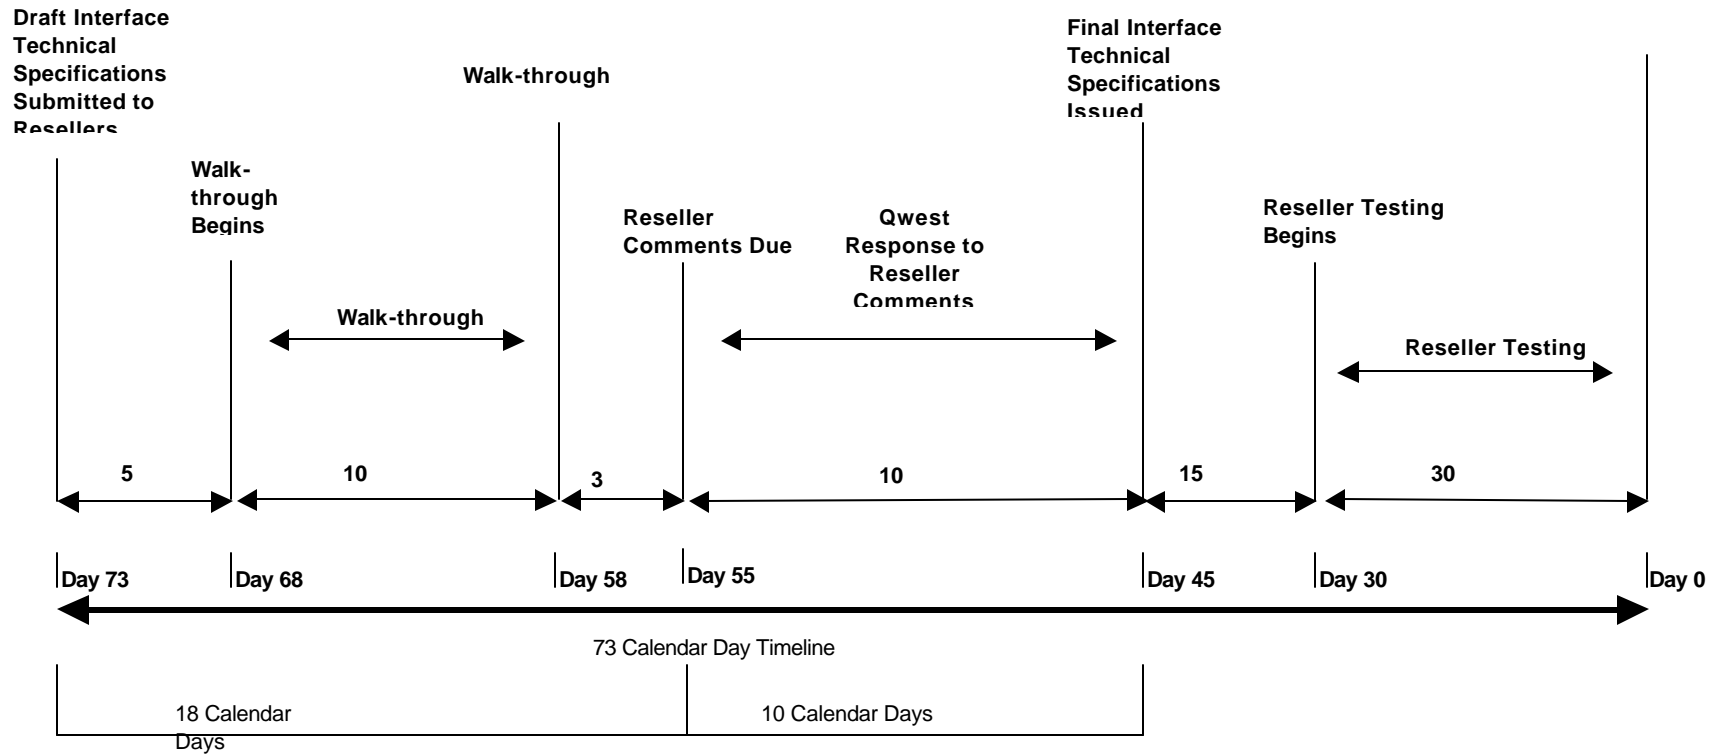 Draft Interface
Technical
Specifications
Submitted to
Resellers
Walk-through
Final Interface
Technical
Specifications
Issued
Walk-
through
Begins
Reseller
Comments Due
Qwest
Response to
Reseller
Comments
Reseller Testing
Begins
Walk-through
Reseller Testing
5
10
3
10
15
30
Day 73
Day 68
Day 58
Day 55
Day 45
Day 30
Day 0
73 Calendar Day Timeline
18 Calendar
Days
10 Calendar Days